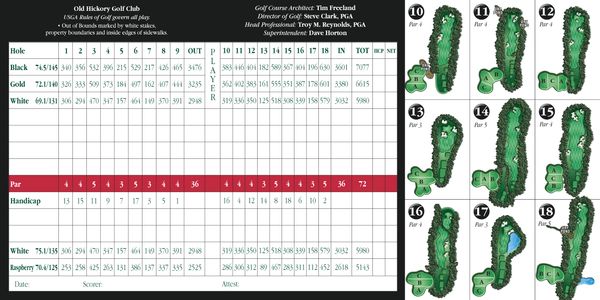 Old Hickory Golf Club
USGA Rules of Golf govern all play.
• Out of Bounds marked by white stakes,
property boundaries and inside edges of sidewalks.
Golf Course Architect: Tim Freeland
Director of Golf: Steve Clark, PGA
Head Professional: Troy M. Reynolds, PGA
Superintendent: Dave Horton
Hole 1 2 3 4 5 6 7 8 9 OUT PLAYER 10 11 12 13 14 15 16 17 18 IN TOT HCP NET
Black 74.5/145 340 356 532 396 215 529 217 426 465 3476 383 446 404 182 589 367 404 196 630 3601 7077
Gold 72.1/140 326 333 509 373 184 497 162 407 444 3235 362 402 383 161 555 351 387 178 601 3380 6615
White 69.1/131 306 294 470 347 157 464 149 370 391 2948 319 336 350 125 518 308 339 158 579 3032 5980
Par 4 4 5 4 3 5 3 4 4 36 4 4 4 3 5 4 4 3 5 36 72
Handicap 13 15 11 9 7 17 3 5 1 16 4 12 14 8 18 6 10 2
White 75.1/135 306 294 470 347 157 464 149 370 391 2948 319 336 350 125 518 308 339 158 579 3032 5980
Raspberry 70.4/125 253 258 263 131 386 137 337 335 2525 286 306 312 89 467 283 311 112 452 2618 5143
Date: Scorer: Attest:
10 11 12
Par 4 Par 4 Par 4
13 14 15
Par 3 Par 5 Par 4
16 17 18
Par 4 Par 3 Par 5